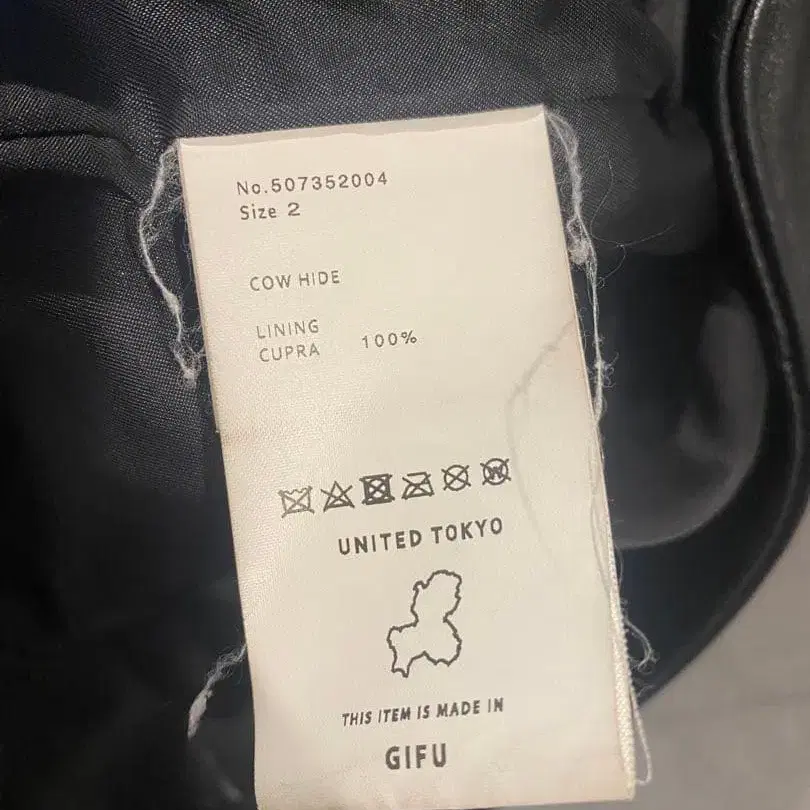 No.507352004
Size 2
COW HIDE
LINING
CUPRA 100%
UNITED TOKYO
THIS ITEM IS MADE IN
GIFU